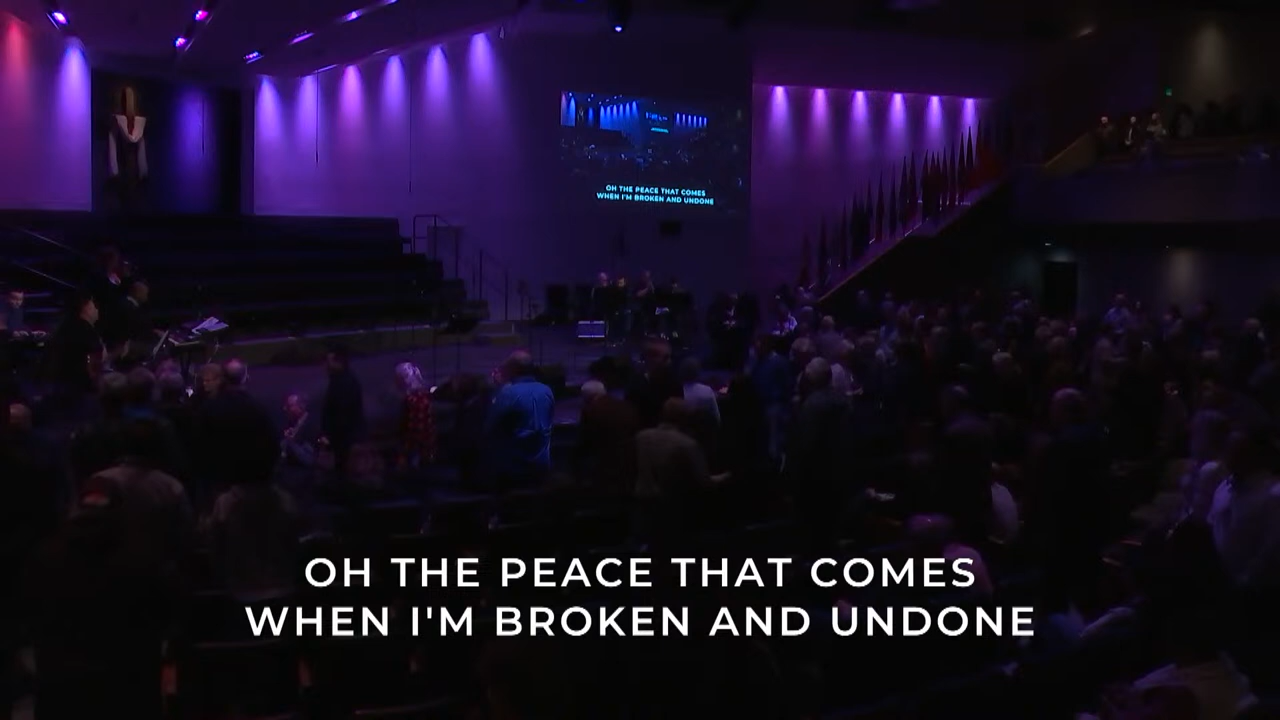 OH THE PEACE THAT COMES
WHEN I'M BROKEN AND UNDONE
OH THE PEACE THAT COMES
WHEN I'M BROKEN AND UNDONE